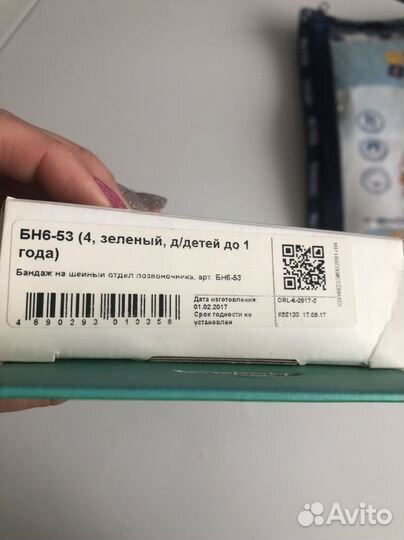 БН6-53 (4, зеленый, д/детей до 1
года)
Бандаж на шейный отдел позвоночника, арт. БН6-53
4 690293 010358
Дата изготовления
01.02.2017
Срок годности не
установлен
ORL-6-2017-2
K52133 17.05.17
Avito